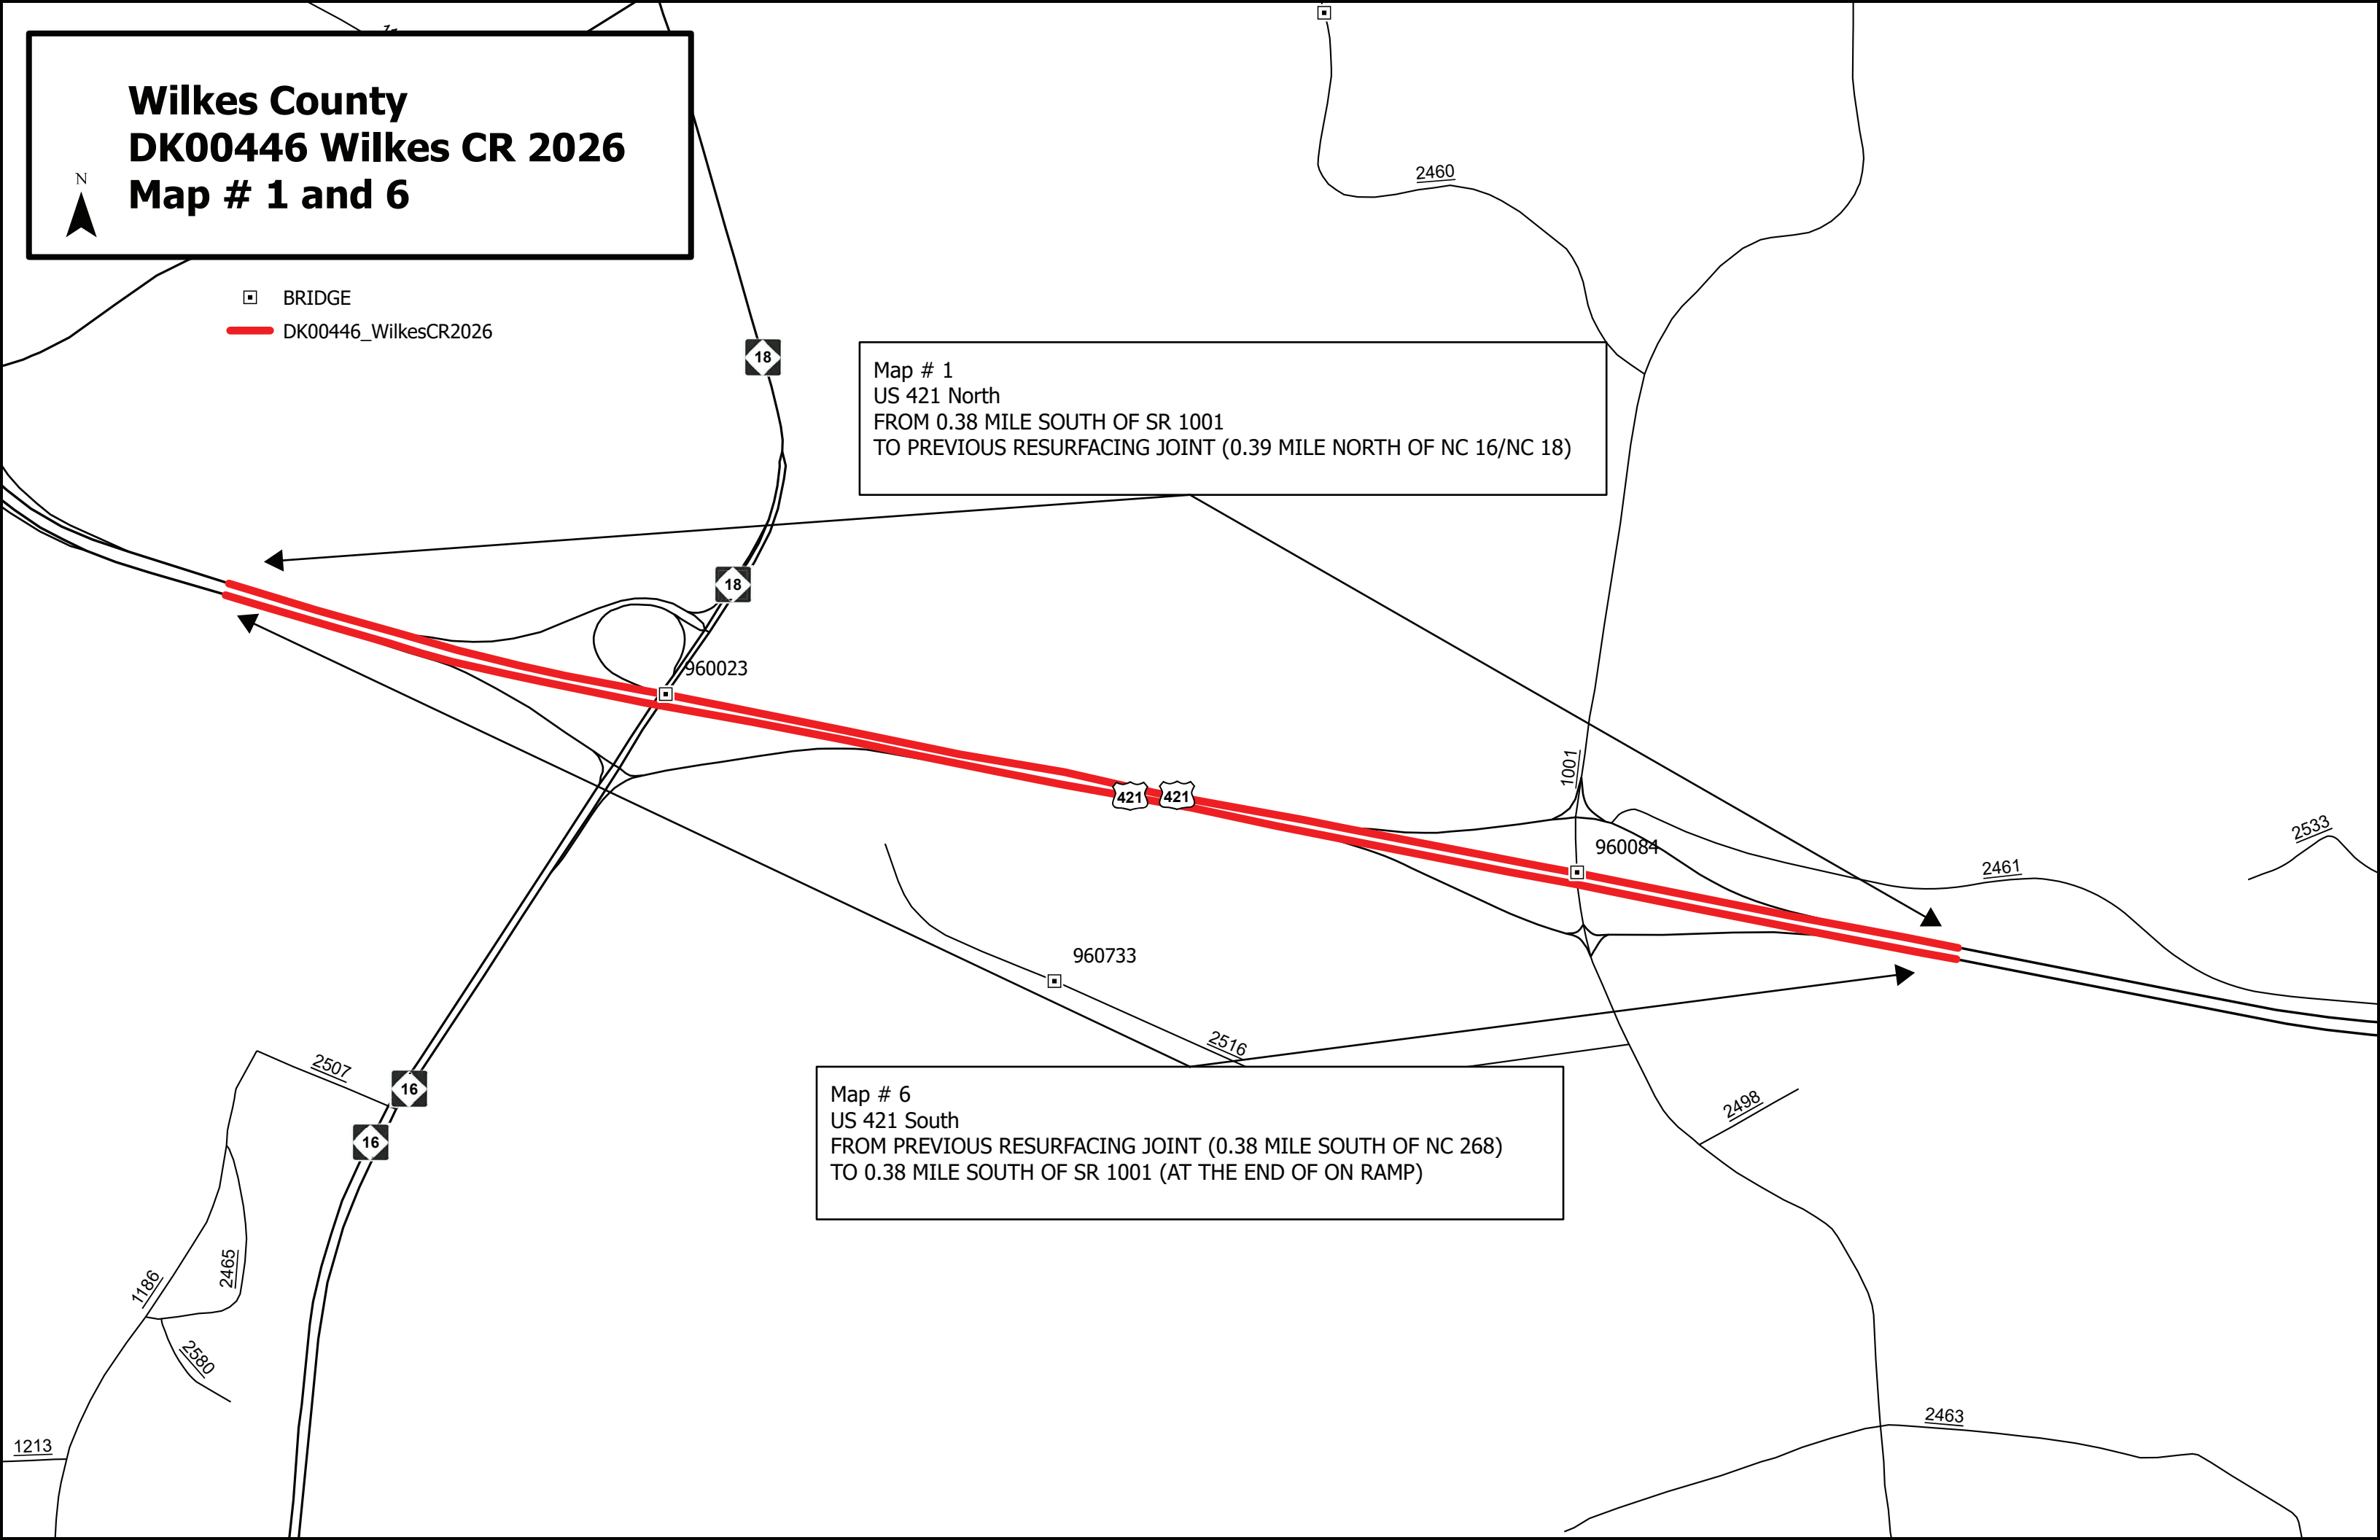 Wilkes County
DK00446 Wilkes CR 2026
Map # 1 and 6
N
BRIDGE
DK00446_WilkesCR2026
2460
18
Map # 1
US 421 North
FROM 0.38 MILE SOUTH OF SR 1001
TO PREVIOUS RESURFACING JOINT (0.39 MILE NORTH OF NC 16/NC 18)
18
960023
1001
421
421
960084
2533
2461
960733
2516
2507
16
16
Map # 6
US 421 South
FROM PREVIOUS RESURFACING JOINT (0.38 MILE SOUTH OF NC 268)
TO 0.38 MILE SOUTH OF SR 1001 (AT THE END OF ON RAMP)
2498
2465
1186
2580
1213
2463